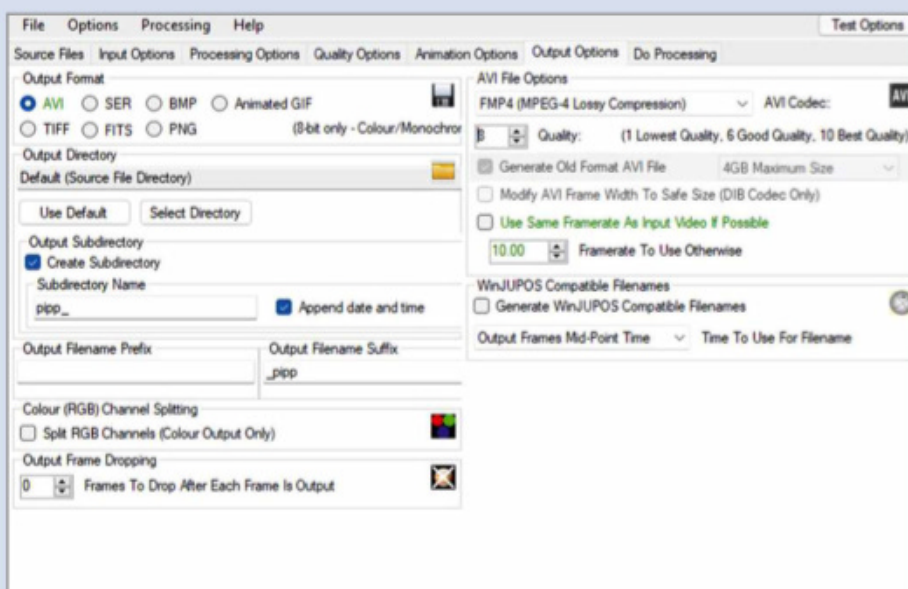 File Options Processing Help Test Options
Source Files Input Options Processing Options Quality Options Animation Options Output Options Do Processing
Output Format
AVI SER BMP Animated GIF
TIFF FITS PNG (8-bit only - Colour/Monochror
Output Directory
Default (Source File Directory)
Use Default Select Directory
Output Subdirectory
Create Subdirectory
Subdirectory Name
pipp_ Append date and time
Output Filename Prefix Output Filename Suffix
_pipp
Colour (RGB) Channel Splitting
Split RGB Channels (Colour Output Only)
Output Frame Dropping
0 Frames To Drop After Each Frame Is Output
AVI File Options
FMP4 (MPEG-4 Lossy Compression) AVI Codec: AVI
Quality: (1 Lowest Quality, 6 Good Quality, 10 Best Quality)
Generate Old Format AVI File 4GB Maximum Size
Modify AVI Frame Width To Safe Size (DIB Codec Only)
Use Same Framerate As Input Video If Possible
10.00 Framerate To Use Otherwise
WinJUPOS Compatible Filenames
Generate WinJUPOS Compatible Filenames
Output Frames Mid-Point Time Time To Use For Filename